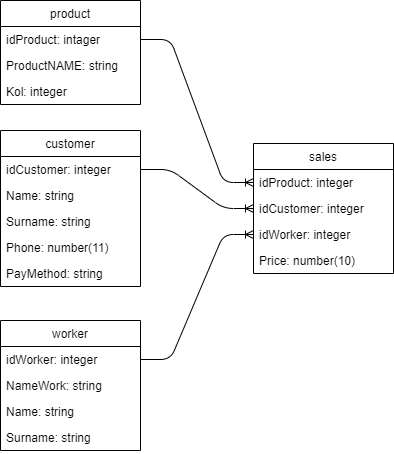 product
idProduct: intager
ProductNAME: string
Kol: integer
customer
idCustomer: integer
Name: string
Surname: string
Phone: number(11)
PayMethod: string
worker
idWorker: integer
NameWork: string
Name: string
Surname: string
sales
idProduct: integer
idCustomer: integer
idWorker: integer
Price: number(10)